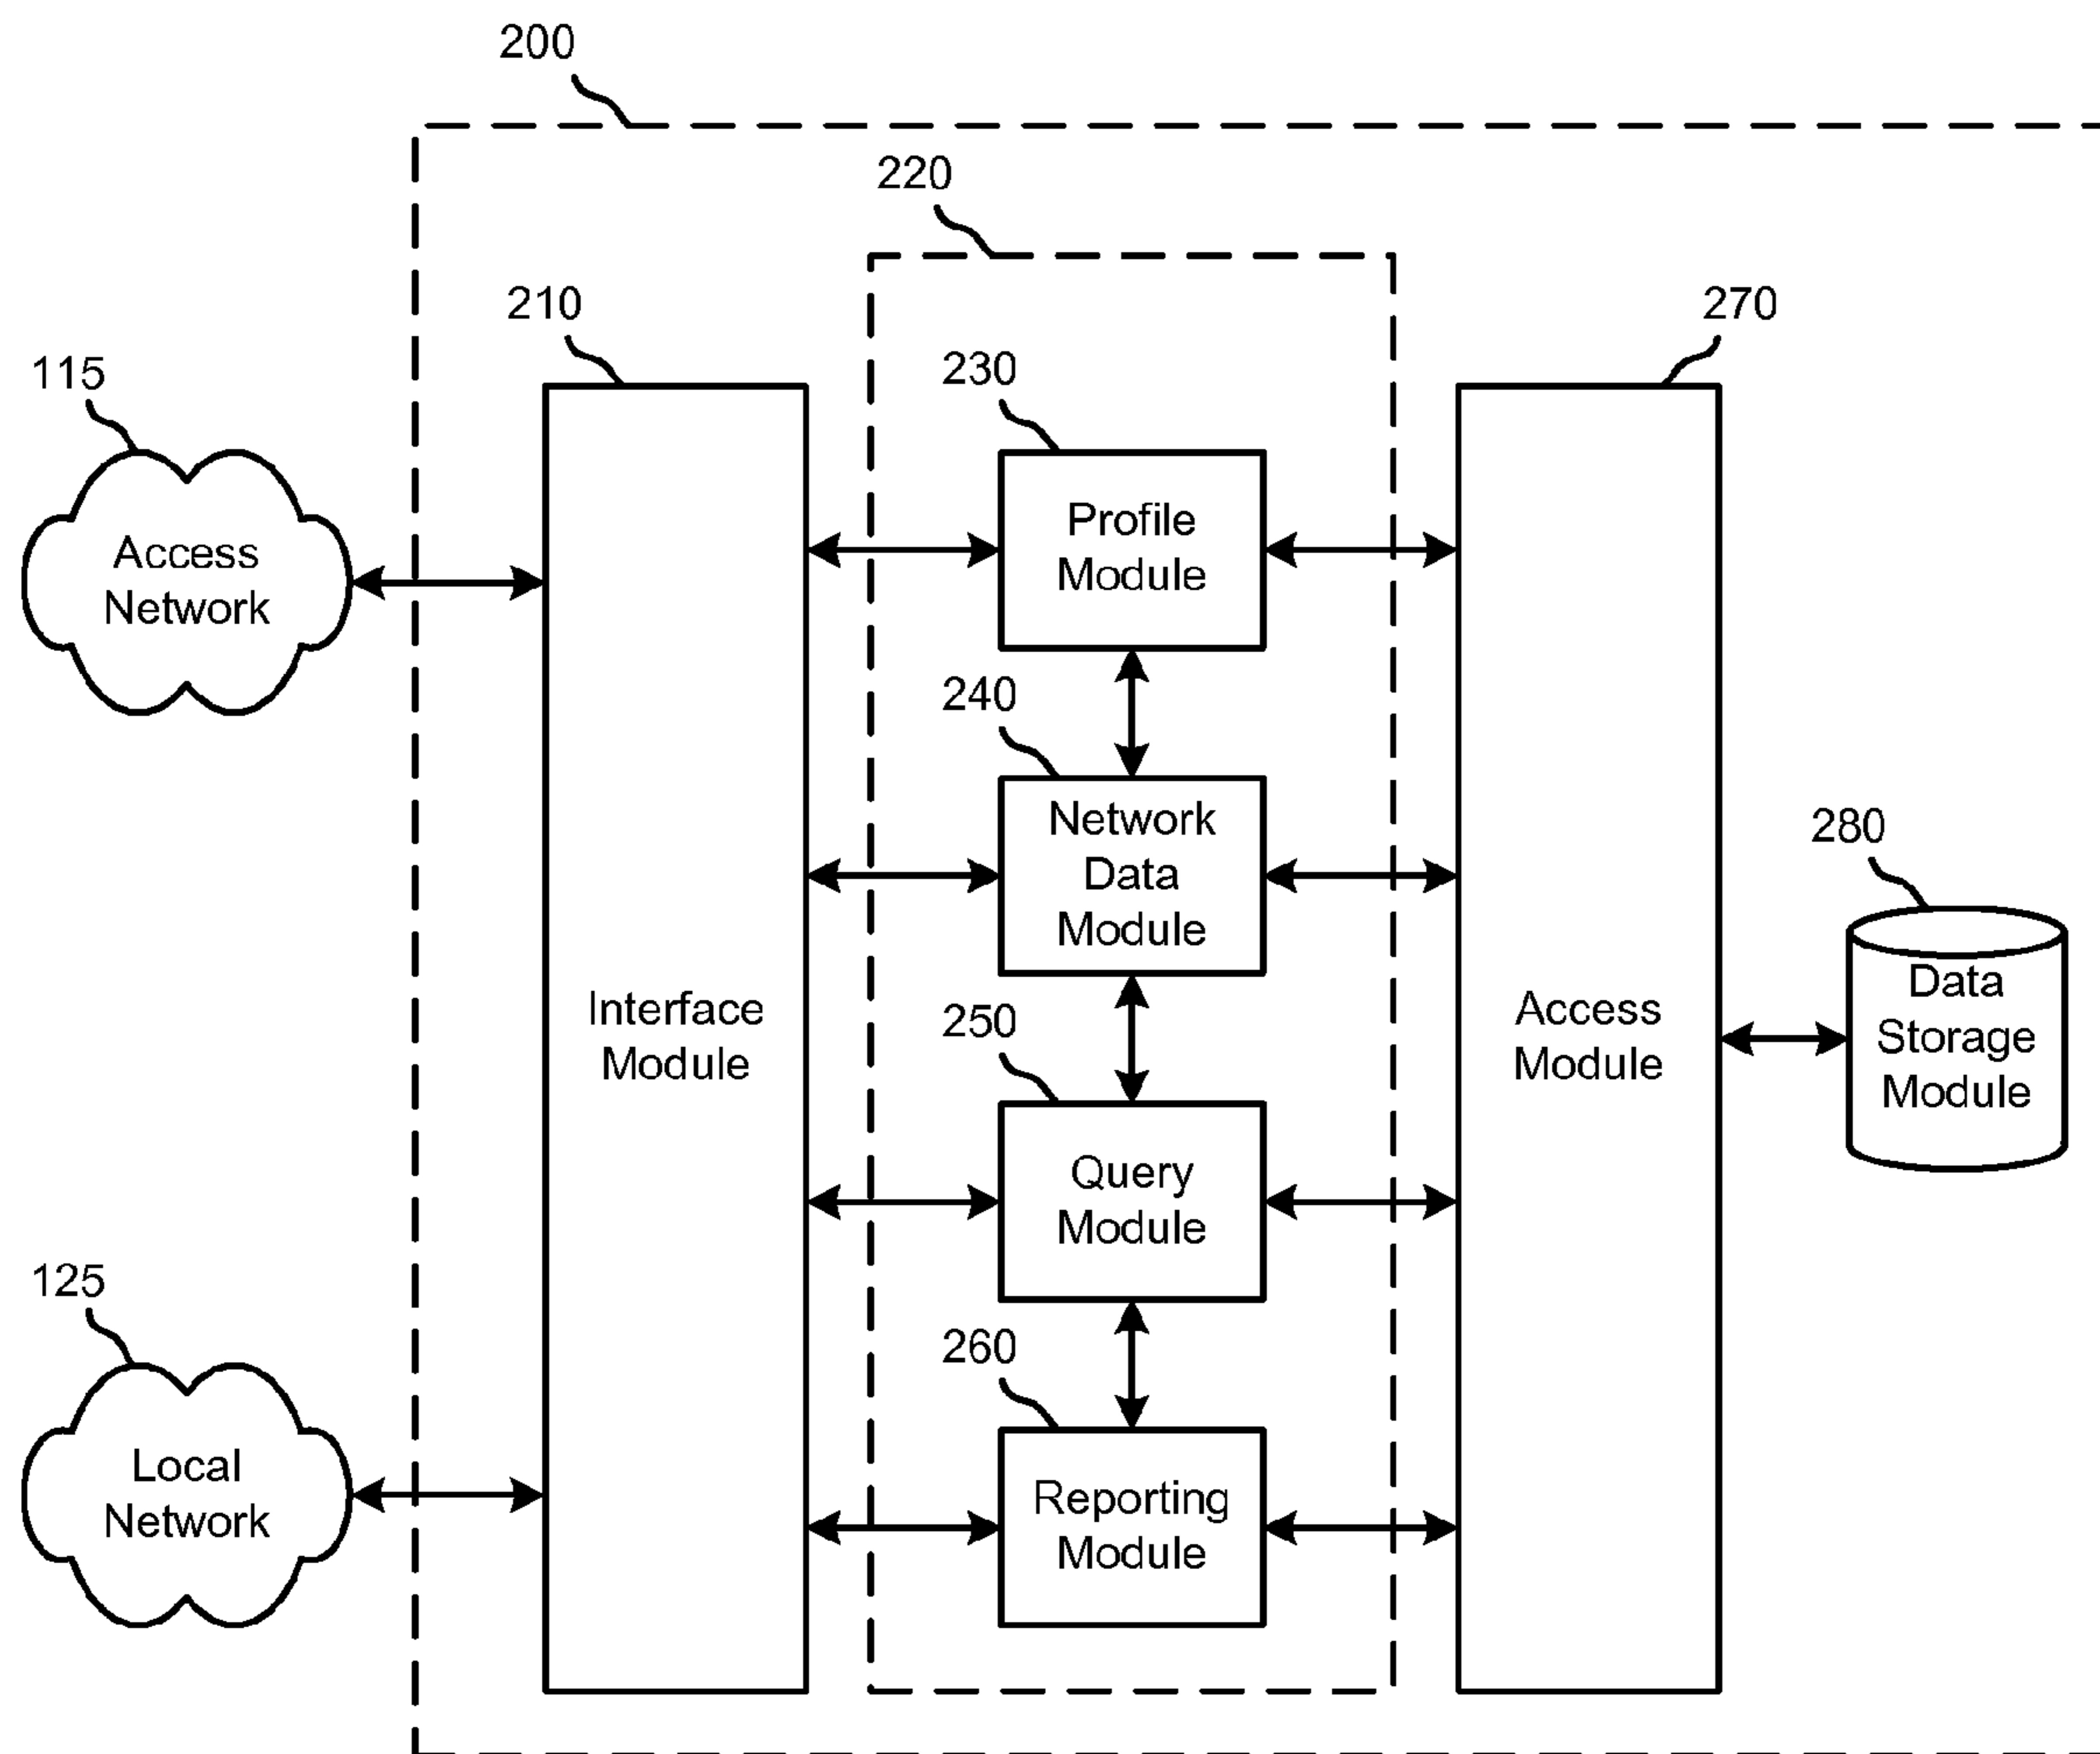 200
220
210
270
115
230
Profile
Module
Access
Network
240
Network
Data
Module
280
Interface
Module
250
Access
Module
Data
Storage
Module
Query
Module
125
260
Local
Network
Reporting
Module